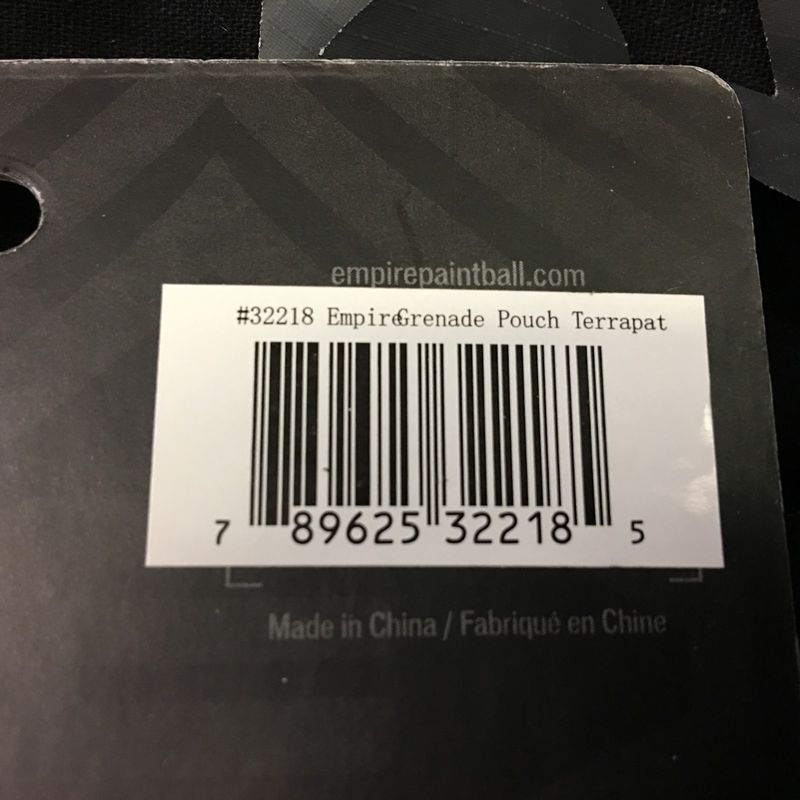 empirepaintball.com
#32218 EmpireGrenade Pouch Terrapat
7 89625 32218 5
Made in China / Fabriqué en Chine